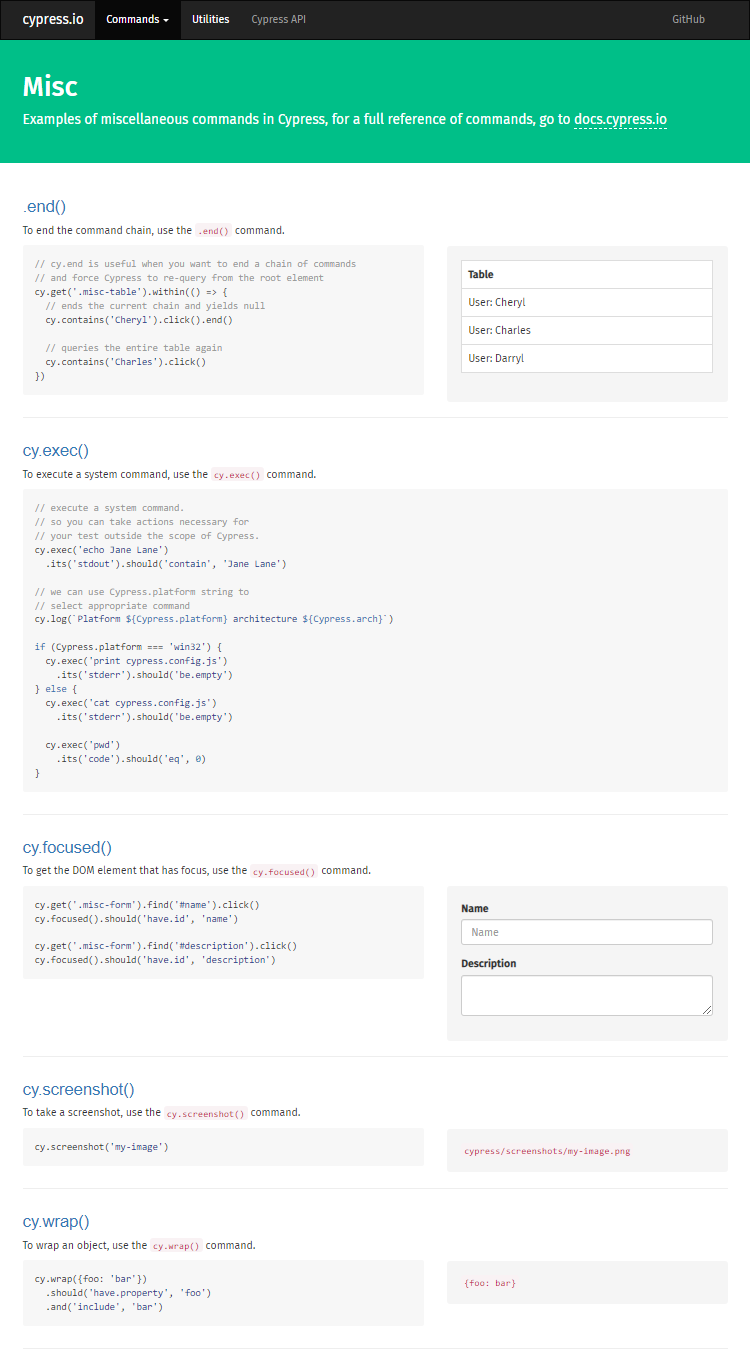 cypress.io Commands Utilities Cypress API GitHub
Misc
Examples of miscellaneous commands in Cypress, for a full reference of commands, go to docs.cypress.io
.end()
To end the command chain, use the .end() command.
// cy.end is useful when you want to end a chain of commands
// and force Cypress to re-query from the root element
cy.get('.misc-table').within(() => {
  // ends the current chain and yields null
  cy.contains('Cheryl').click().end()

  // queries the entire table again
  cy.contains('Charles').click()
})
Table
User: Cheryl
User: Charles
User: Darryl
cy.exec()
To execute a system command, use the cy.exec() command.
// execute a system command.
// so you can take actions necessary for
// your test outside the scope of Cypress.
cy.exec('echo Jane Lane')
  .its('stdout').should('contain', 'Jane Lane')

// we can use Cypress.platform string to
// select appropriate command
cy.log(`Platform ${Cypress.platform} architecture ${Cypress.arch}`)

if (Cypress.platform === 'win32') {
  cy.exec('print cypress.config.js')
    .its('stderr').should('be.empty')
} else {
  cy.exec('cat cypress.config.js')
    .its('stderr').should('be.empty')

  cy.exec('pwd')
    .its('code').should('eq', 0)
}
cy.focused()
To get the DOM element that has focus, use the cy.focused() command.
cy.get('.misc-form').find('#name').click()
cy.focused().should('have.id', 'name')

cy.get('.misc-form').find('#description').click()
cy.focused().should('have.id', 'description')
Name
Name
Description
cy.screenshot()
To take a screenshot, use the cy.screenshot() command.
cy.screenshot('my-image')
cypress/screenshots/my-image.png
cy.wrap()
To wrap an object, use the cy.wrap() command.
cy.wrap({foo: 'bar'})
  .should('have.property', 'foo')
  .and('include', 'bar')
{foo: bar}